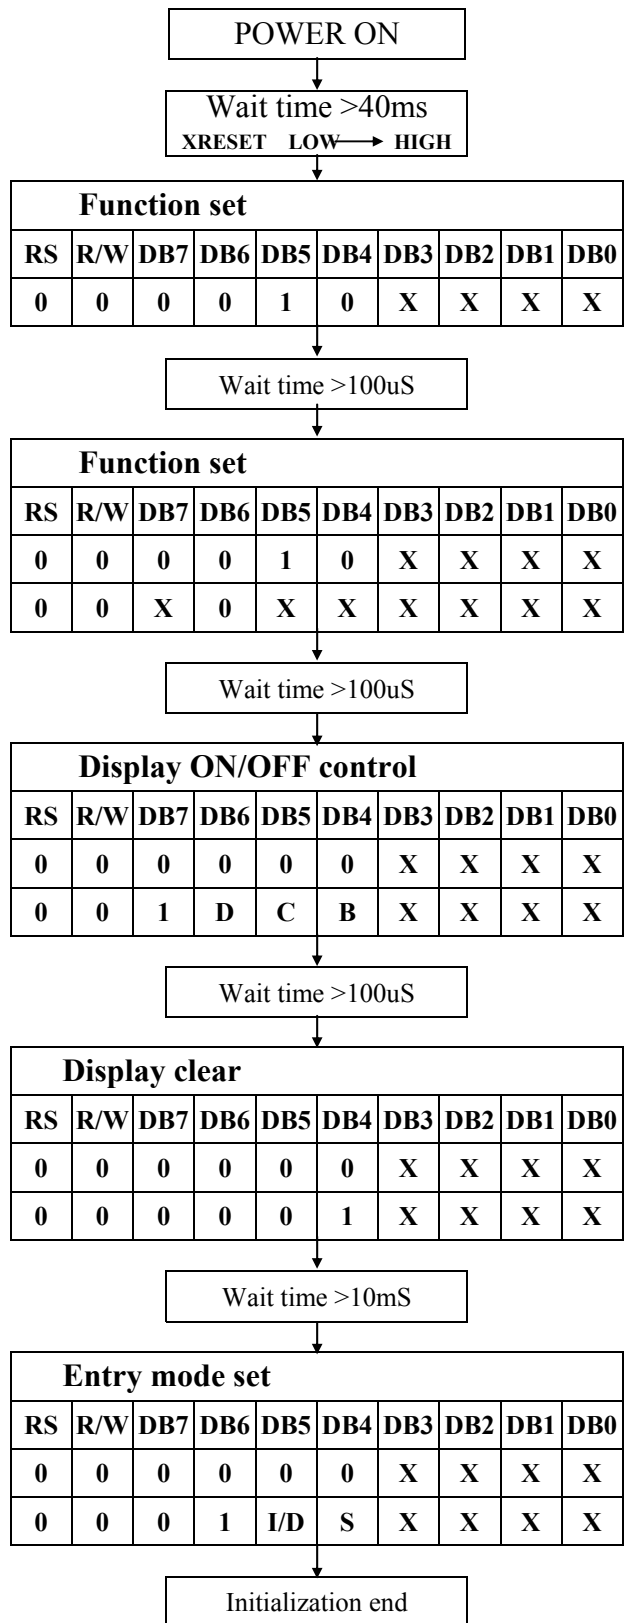 POWER ON
Wait time >40ms
XRESET LOW HIGH
Function set
RS R/W DB7 DB6 DB5 DB4 DB3 DB2 DB1 DB0
0 0 0 0 1 0 X X X X
Wait time >100uS
Function set
RS R/W DB7 DB6 DB5 DB4 DB3 DB2 DB1 DB0
0 0 0 0 1 0 X X X X
0 0 X 0 X X X X X X
Wait time >100uS
Display ON/OFF control
RS R/W DB7 DB6 DB5 DB4 DB3 DB2 DB1 DB0
0 0 0 0 0 0 X X X X
0 0 1 D C B X X X X
Wait time >100uS
Display clear
RS R/W DB7 DB6 DB5 DB4 DB3 DB2 DB1 DB0
0 0 0 0 0 0 X X X X
0 0 0 0 0 1 X X X X
Wait time >10mS
Entry mode set
RS R/W DB7 DB6 DB5 DB4 DB3 DB2 DB1 DB0
0 0 0 0 0 0 X X X X
0 0 0 1 I/D S X X X X
Initialization end